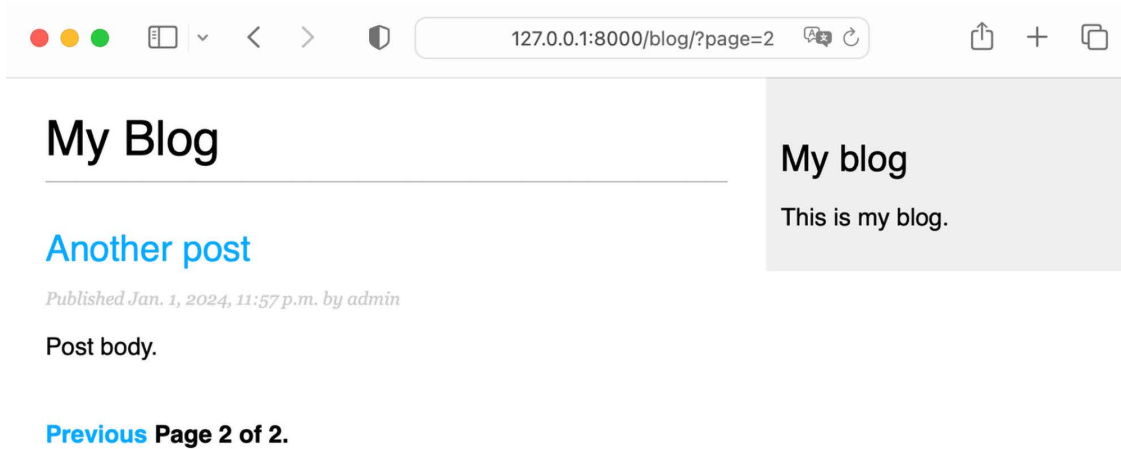 127.0.0.1:8000/blog/?page=2
My Blog
Another post
Published Jan. 1, 2024, 11:57 p.m. by admin
Post body.
Previous Page 2 of 2.
My blog
This is my blog.